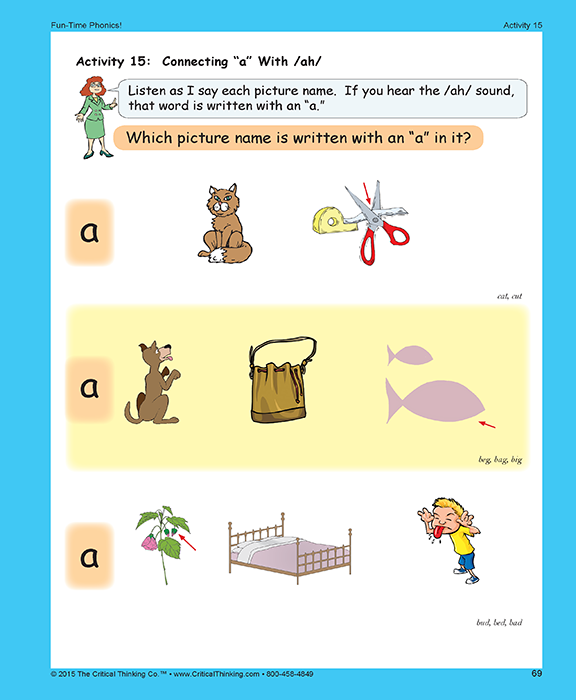 Fun-Time Phonics! Activity 15
Activity 15: Connecting “a” With /ah/
Listen as I say each picture name. If you hear the /ah/ sound,
that word is written with an “a.”
Which picture name is written with an “a” in it?
a
cat, cut
a
beg, bag, big
a
bud, bed, bad
© 2015 The Critical Thinking Co.™ • www.CriticalThinking.com • 800-458-4849 69